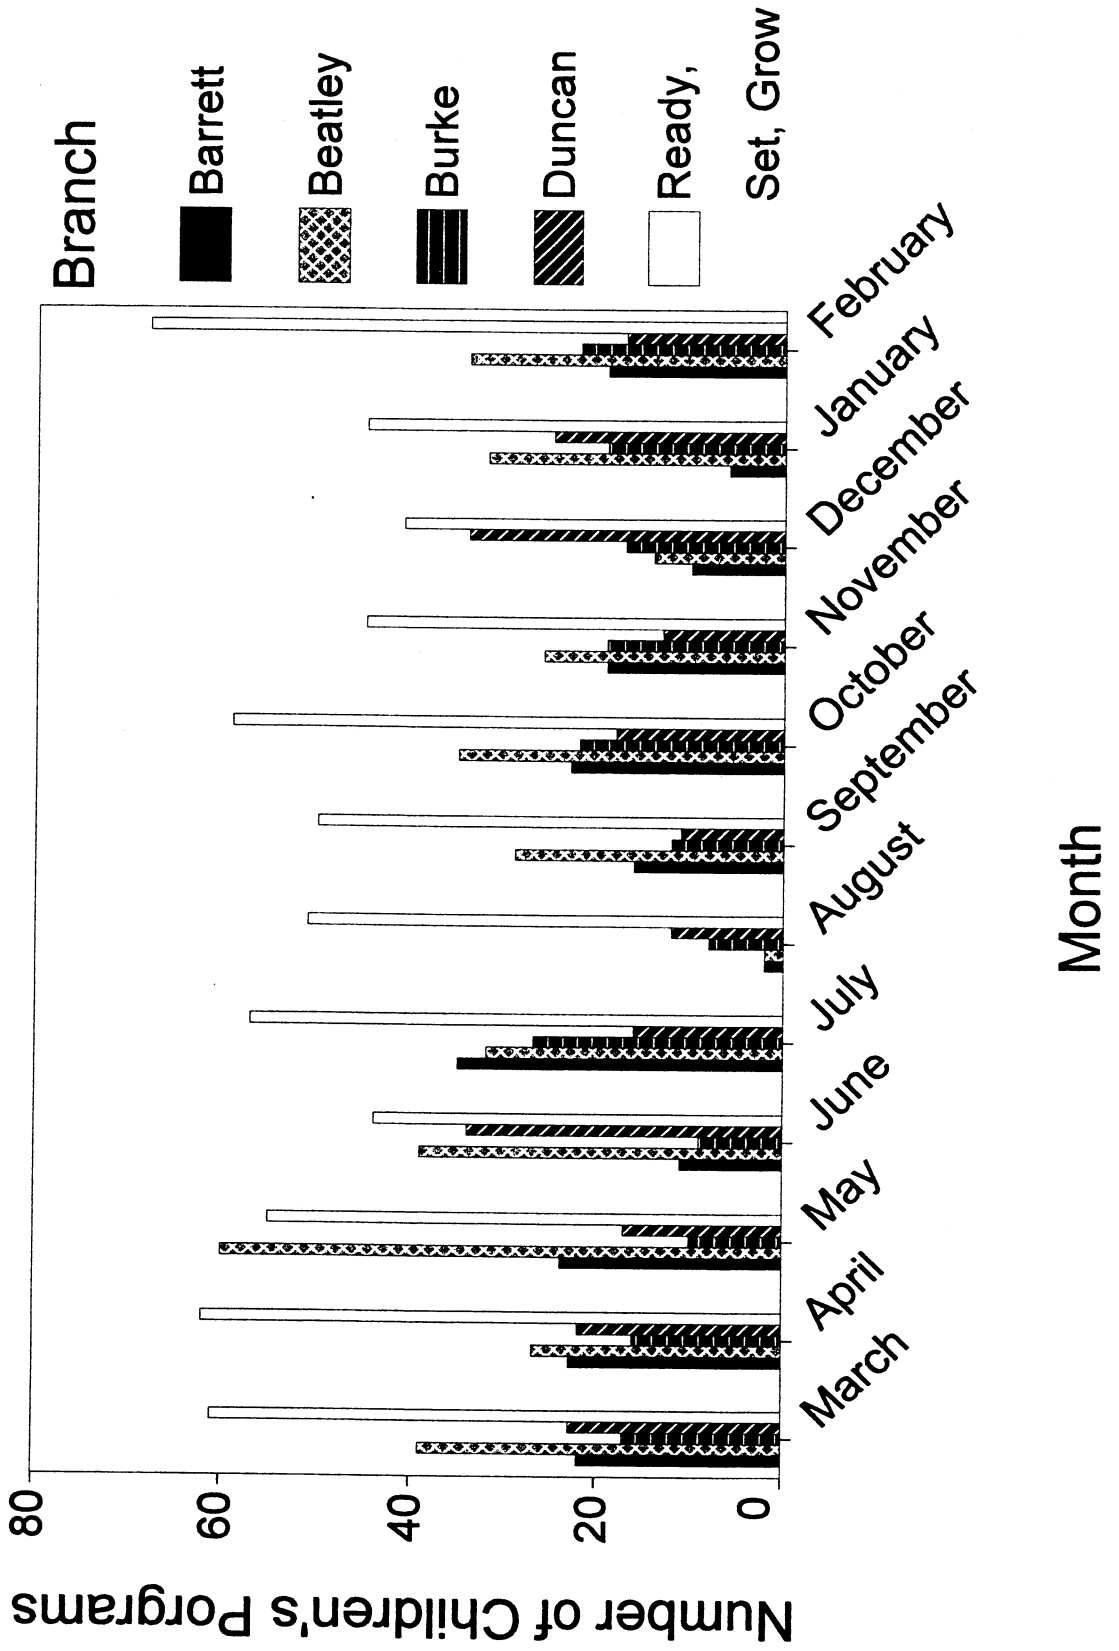 Branch
Barrett
Beatley
Burke
Duncan
Ready,
Set, Grow
Number of Children's Porgrams
80
60
40
20
0
March
April
May
June
July
August
September
October
November
December
January
February
Month